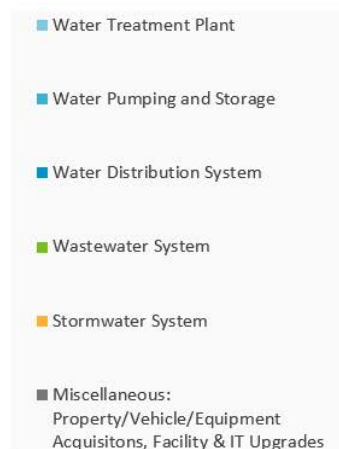 Water Treatment Plant
Water Pumping and Storage
Water Distribution System
Wastewater System
Stormwater System
Miscellaneous:
Property/Vehicle/Equipment
Acquisitons, Facility & IT Upgrades